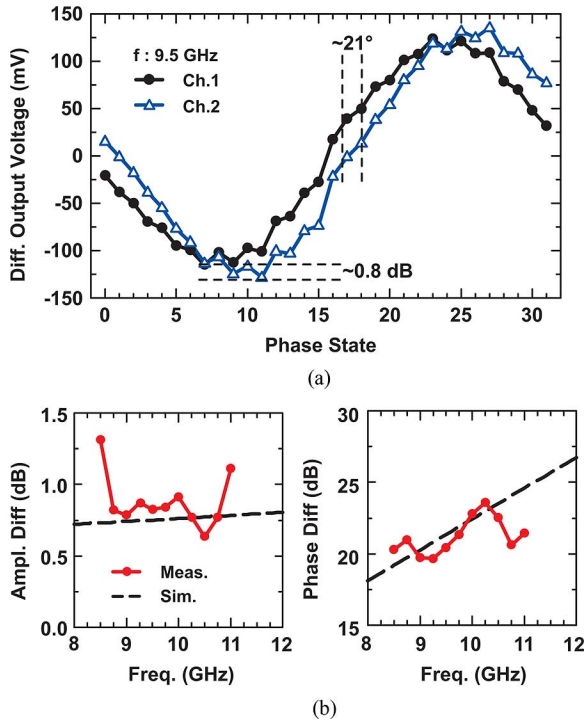 Diff. Output Voltage (mV)
150
100
50
0
-50
-100
-150
f : 9.5 GHz
Ch.1
Ch.2
~21°
~0.8 dB
0 5 10 15 20 25 30
Phase State
(a)
Ampl. Diff (dB)
1.5
1.0
0.5
0.0
Meas.
Sim.
8 9 10 11 12
Freq. (GHz)
Phase Diff (dB)
30
25
20
15
8 9 10 11 12
Freq. (GHz)
(b)